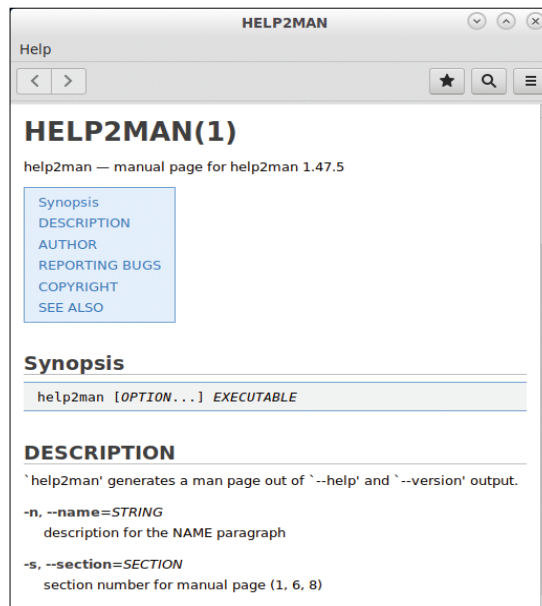 HELP2MAN
Help
HELP2MAN(1)
help2man — manual page for help2man 1.47.5
Synopsis
DESCRIPTION
AUTHOR
REPORTING BUGS
COPYRIGHT
SEE ALSO
Synopsis
help2man [OPTION...] EXECUTABLE
DESCRIPTION
`help2man' generates a man page out of `--help' and `--version' output.
-n, --name=STRING
description for the NAME paragraph
-s, --section=SECTION
section number for manual page (1, 6, 8)